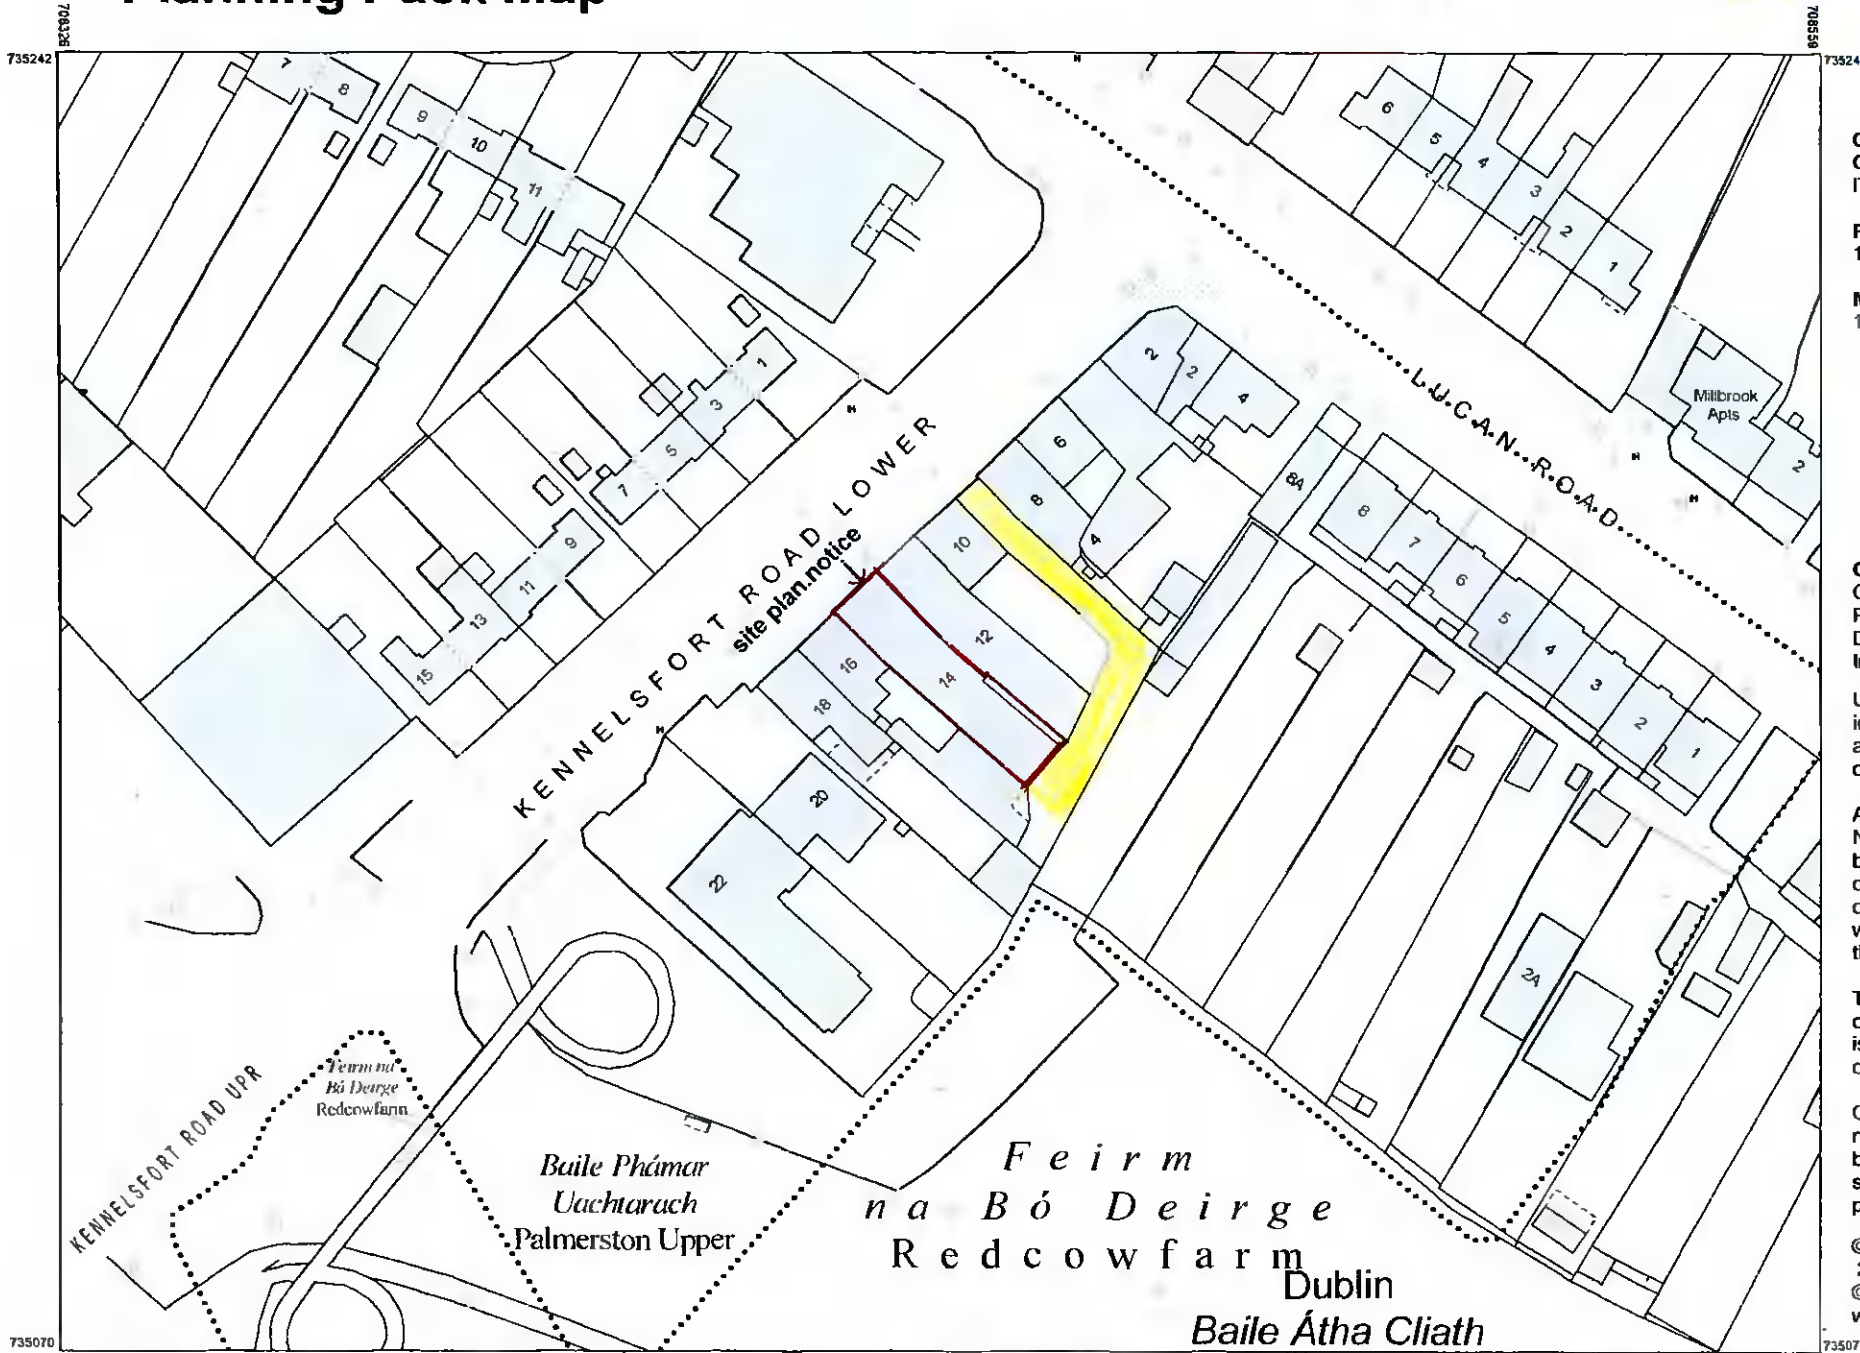 Planning Pack Map
708326
708559
735242
7 8 9 10 11
6 5 4 3 2 1
1 3 5 7
9 11 13 15
2 2 4
6 8 4
8A 8 7 6 5 4 3 2 1
Millbrook
Apts
2
LUCAN ROAD
KENNELSFORT ROAD LOWER
site plan.notice
10
12
14
16
18
20
22
2A
H
H
H
H
H
KENNELSFORT ROAD UPR
Feirm na
Bó Deirge
Redcowfarm
Baile Phámar
Uachtarach
Palmerston Upper
Feirm
na Bó Deirge
Redcowfarm
Dublin
Baile Átha Cliath
735070